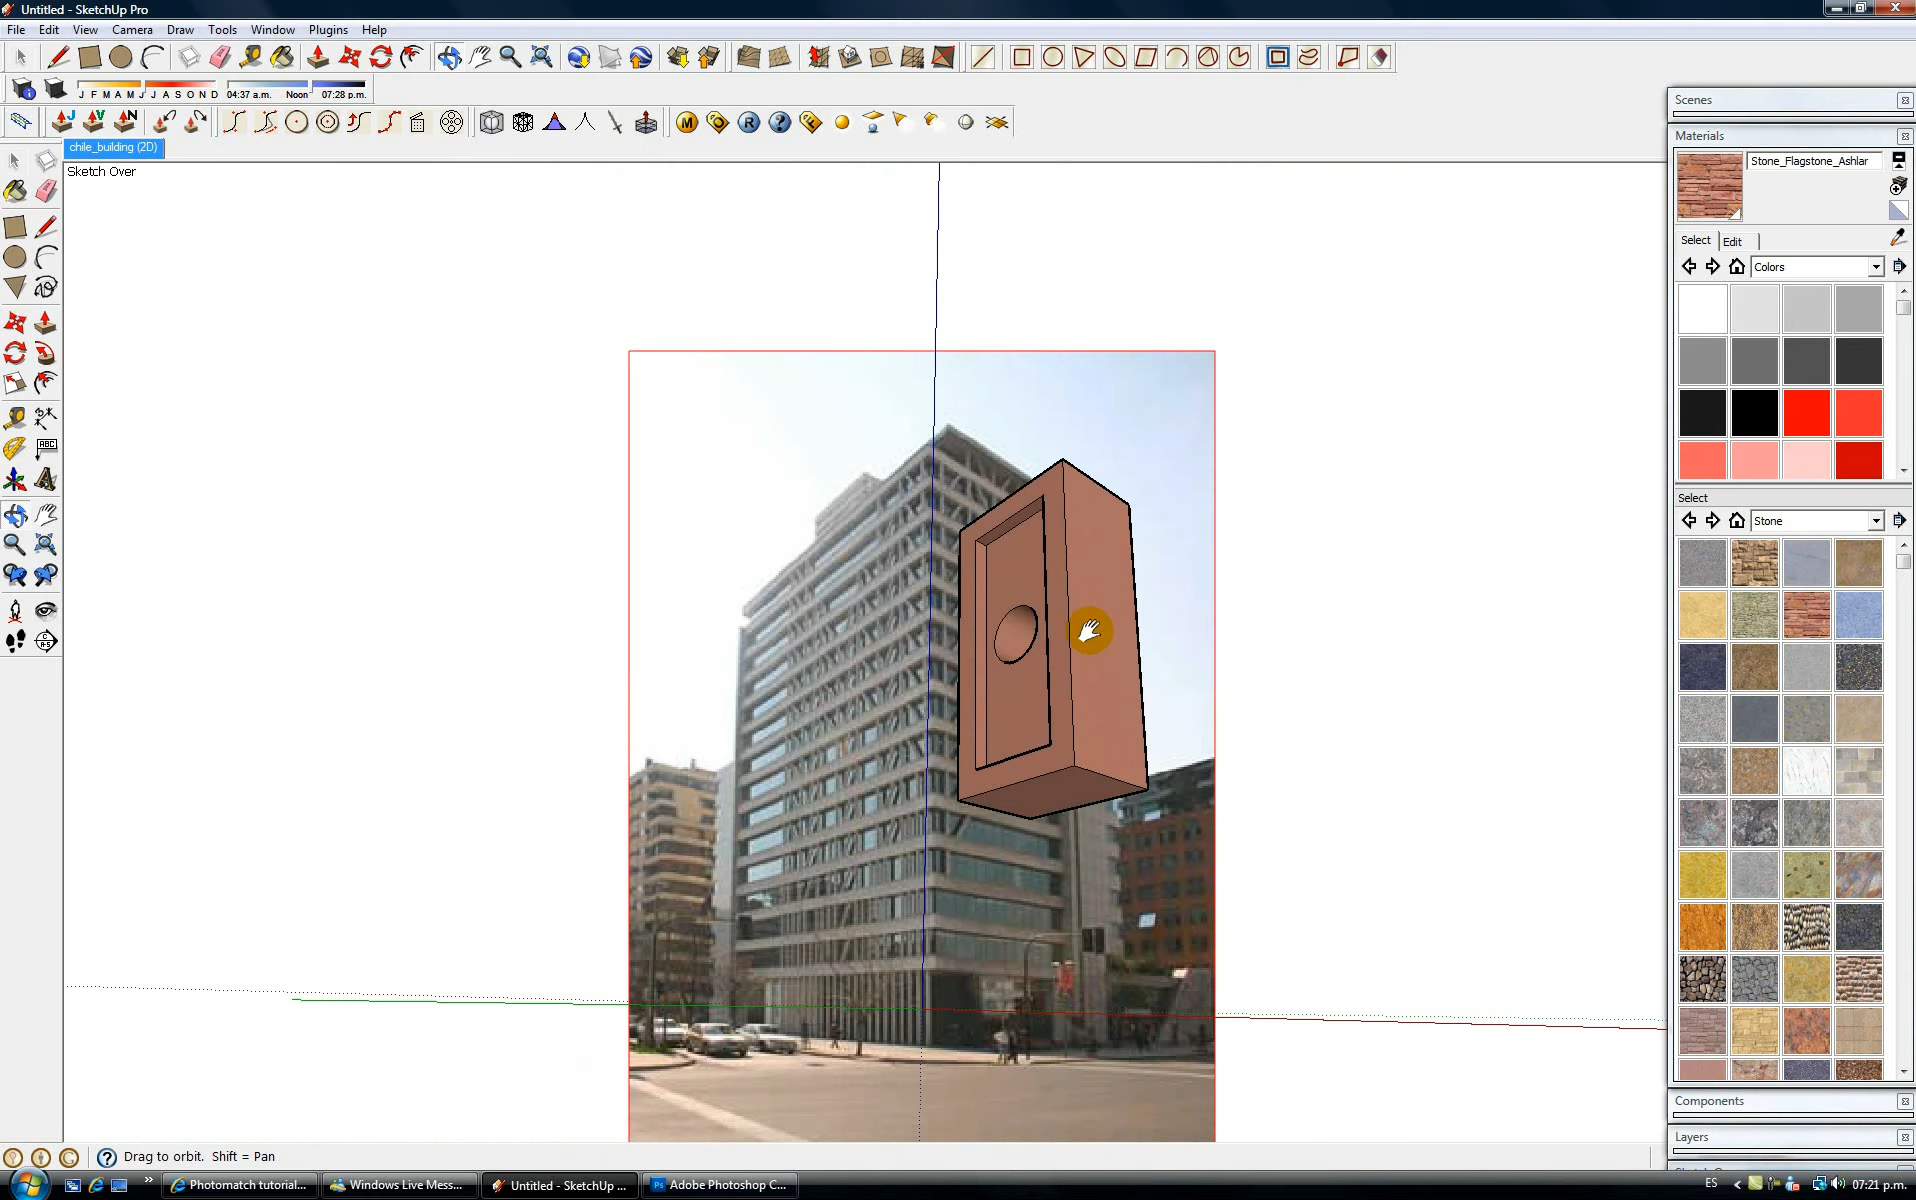 Untitled - SketchUp Pro
File Edit View Camera Draw Tools Window Plugins Help
J F M A M J J A S O N D 04:37 a.m. Noon 07:28 p.m.
chile_building (2D)
Sketch Over
ABC
Scenes
Materials
Stone_Flagstone_Ashlar
Select Edit
Colors
Select
Stone
Components
Layers
Drag to orbit. Shift = Pan
Photomatch tutorial... Windows Live Mess... Untitled - SketchUp ... Adobe Photoshop C... ES 07:21 p.m.